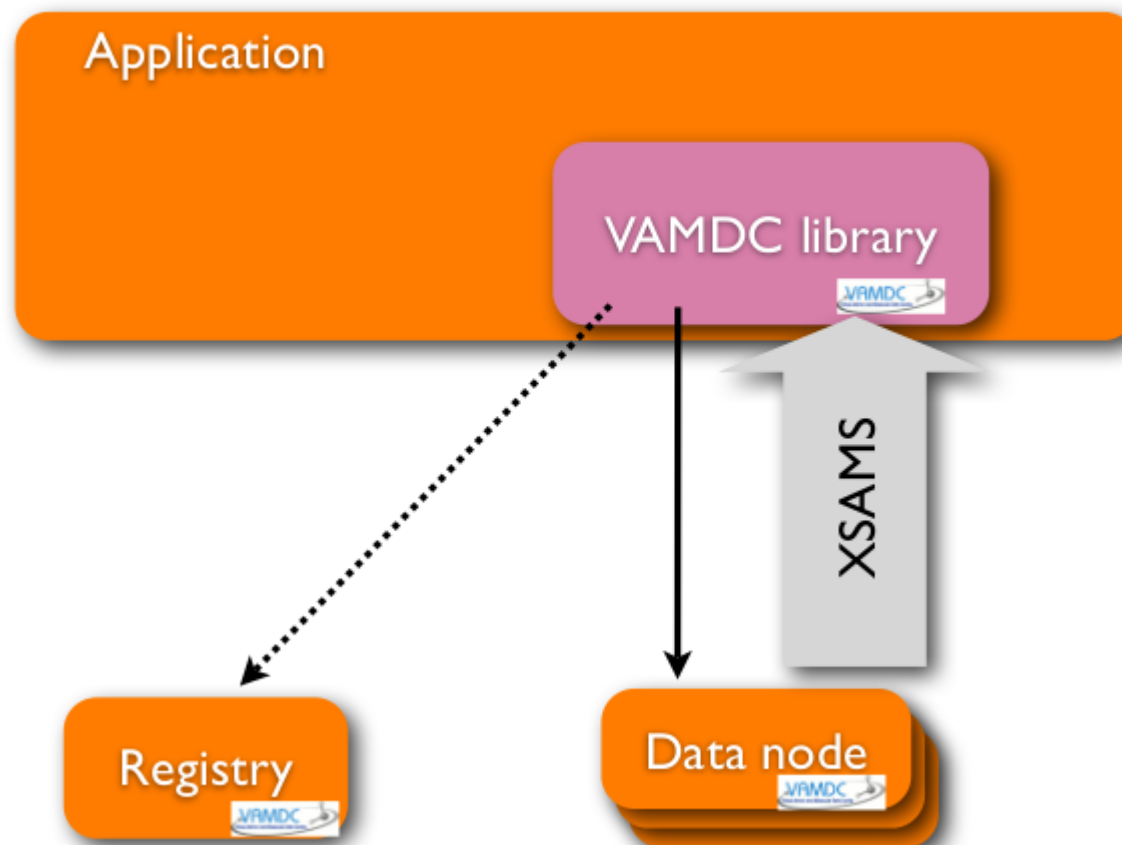 Application
VAMDC library
VAMDC
XSAMS
Registry
VAMDC
Data node
VAMDC